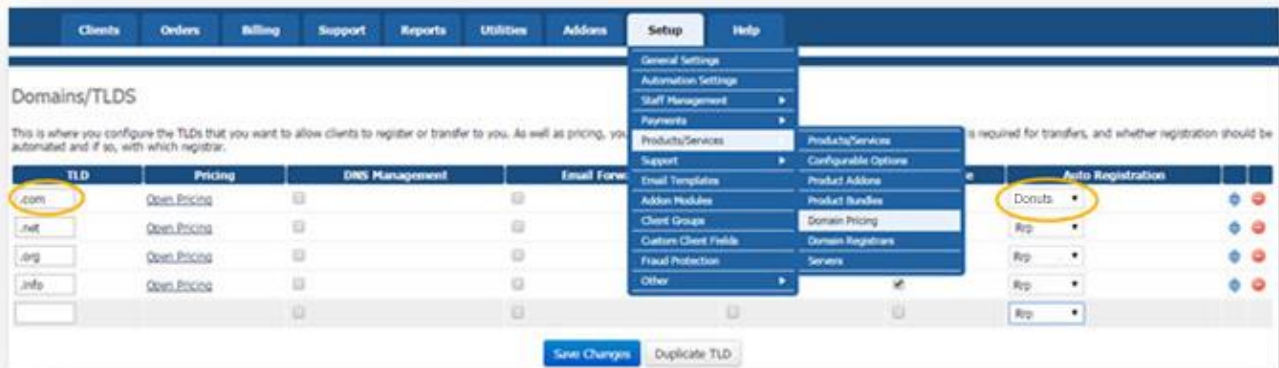 Clients Orders Billing Support Reports Utilities Addons Setup Help
General Settings
Automation Settings
Staff Management
Payments
Products/Services
Support
Email Templates
Addon Modules
Client Groups
Custom Client Fields
Fraud Protection
Other
Products/Services
Configurable Options
Product Addons
Product Bundles
Domain Pricing
Domain Registrars
Servers
Domains/TLDS
This is where you configure the TLDs that you want to allow clients to register or transfer to you. As well as pricing, you is required for transfers, and whether registration should be
automated and if so, with which registrar.
TLD Pricing DNS Management Email Forw e Auto Registration
.com Open Pricing Donuts
.net Open Pricing Rrp
.org Open Pricing Rrp
.info Open Pricing Rrp
Rrp
Save Changes Duplicate TLD